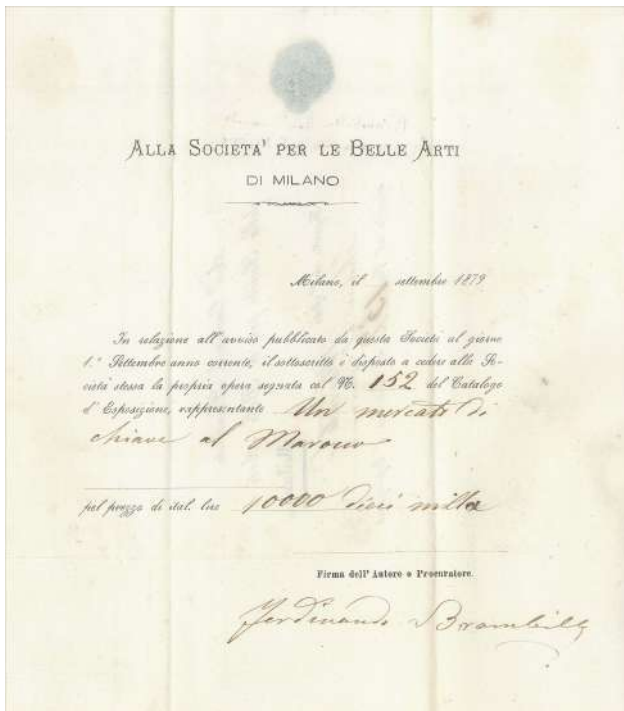 ALLA SOCIETA' PER LE BELLE ARTI
DI MILANO
Milano, il settembre 1879
In relazione all'avviso pubblicato da questa Società al giorno
1.° Settembre anno corrente, il sottoscritto è disposto a cedere alla So-
cietà stessa la propria opera segnata col N. 152 del Catalogo
d'Esposizione, rappresentante Un mercato di
chiave al Marocco
pel prezzo di ital. lire 10000 dieci milla
Firma dell'Autore o Procuratore.
Ferdinando Brambilla